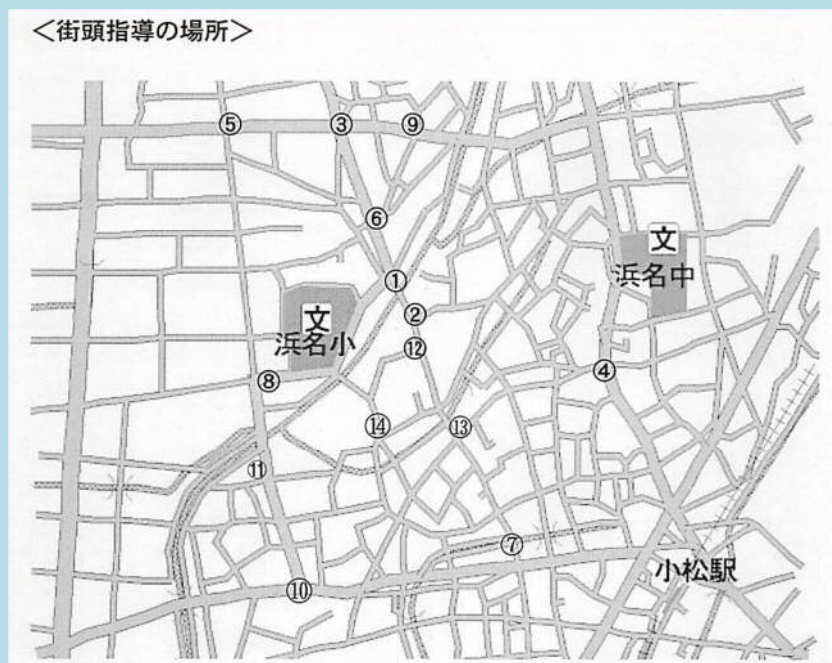 ＜街頭指導の場所＞
⑤
③
⑨
⑥
文
浜名中
①
②
文
浜名小
⑫
④
⑧
⑭
⑬
⑪
⑦
小松駅
⑩